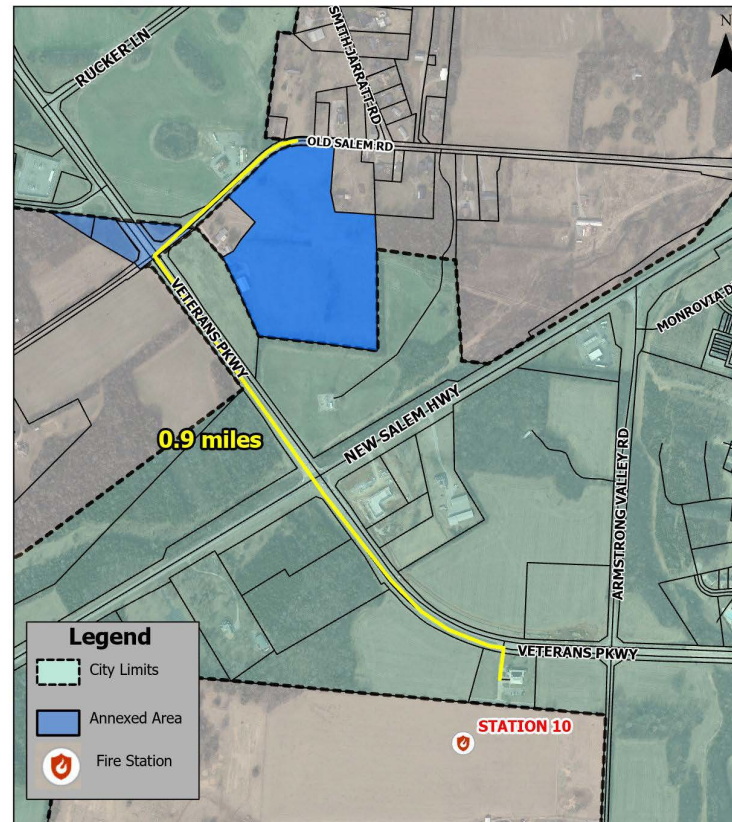 N
RUCKER LN
SMITH JARRATT RD
OLD SALEM RD
VETERANS PKWY
MONROVIA D
NEW SALEM HWY
0.9 miles
ARMSTRONG VALLEY RD
VETERANS PKWY
STATION 10
Legend
City Limits
Annexed Area
Fire Station